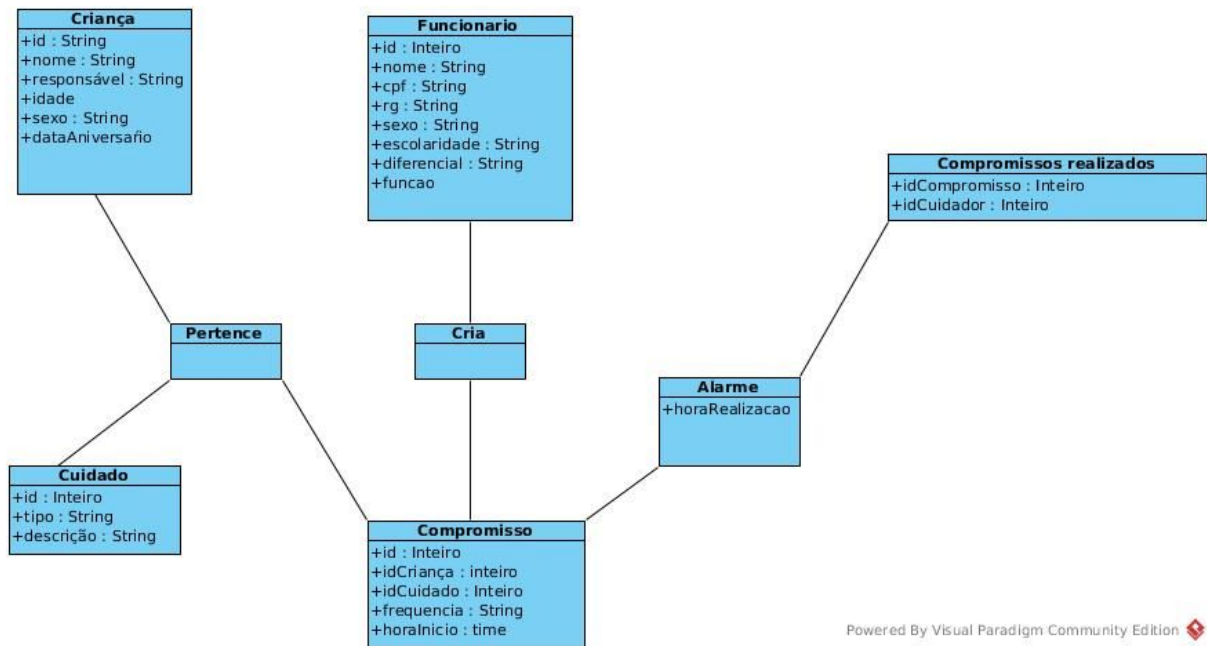 Criança
+id : String
+nome : String
+responsável : String
+idade
+sexo : String
+dataAniversaño
Funcionario
+id : Inteiro
+nome : String
+cpf : String
+rg : String
+sexo : String
+escolaridade : String
+diferencial : String
+funcao
Compromissos realizados
+idCompromisso : Inteiro
+idCuidador : Inteiro
Pertence
Cria
Alarme
+horaRealizacao
Cuidado
+id : Inteiro
+tipo : String
+descrição : String
Compromisso
+id : Inteiro
+idCriança : inteiro
+idCuidado : Inteiro
+frequencia : String
+horaInicio : time
Powered By Visual Paradigm Community Edition